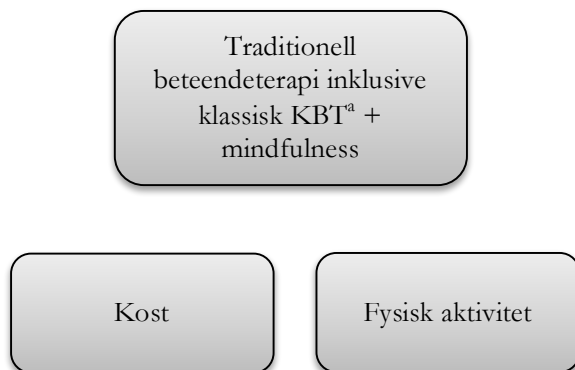 Traditionell
beteendeterapi inklusive
klassisk KBTᵃ +
mindfulness
Kost
Fysisk aktivitet